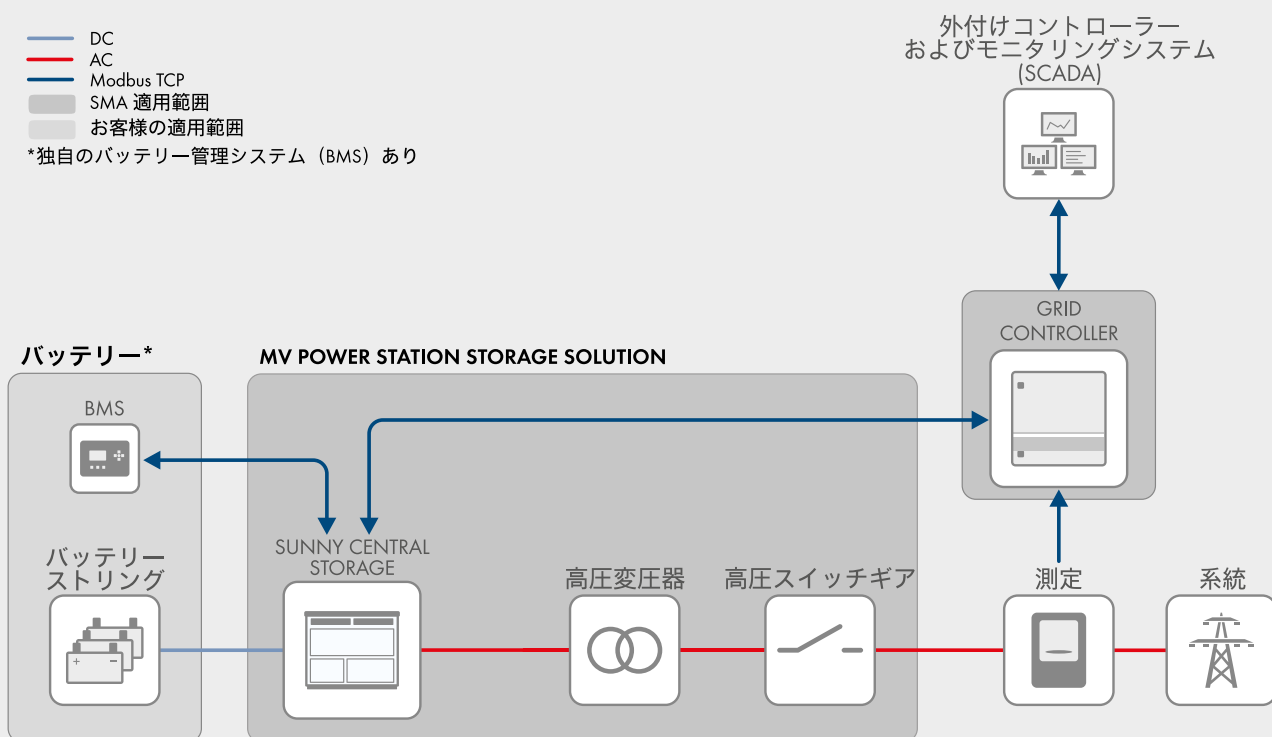 DC
AC
Modbus TCP
SMA 適用範囲
お客様の適用範囲
*独自のバッテリー管理システム（BMS）あり
外付けコントローラー
およびモニタリングシステム
(SCADA)
GRID
CONTROLLER
バッテリー*
MV POWER STATION STORAGE SOLUTION
BMS
バッテリー
ストリング
SUNNY CENTRAL
STORAGE
高圧変圧器
高圧スイッチギア
測定
系統